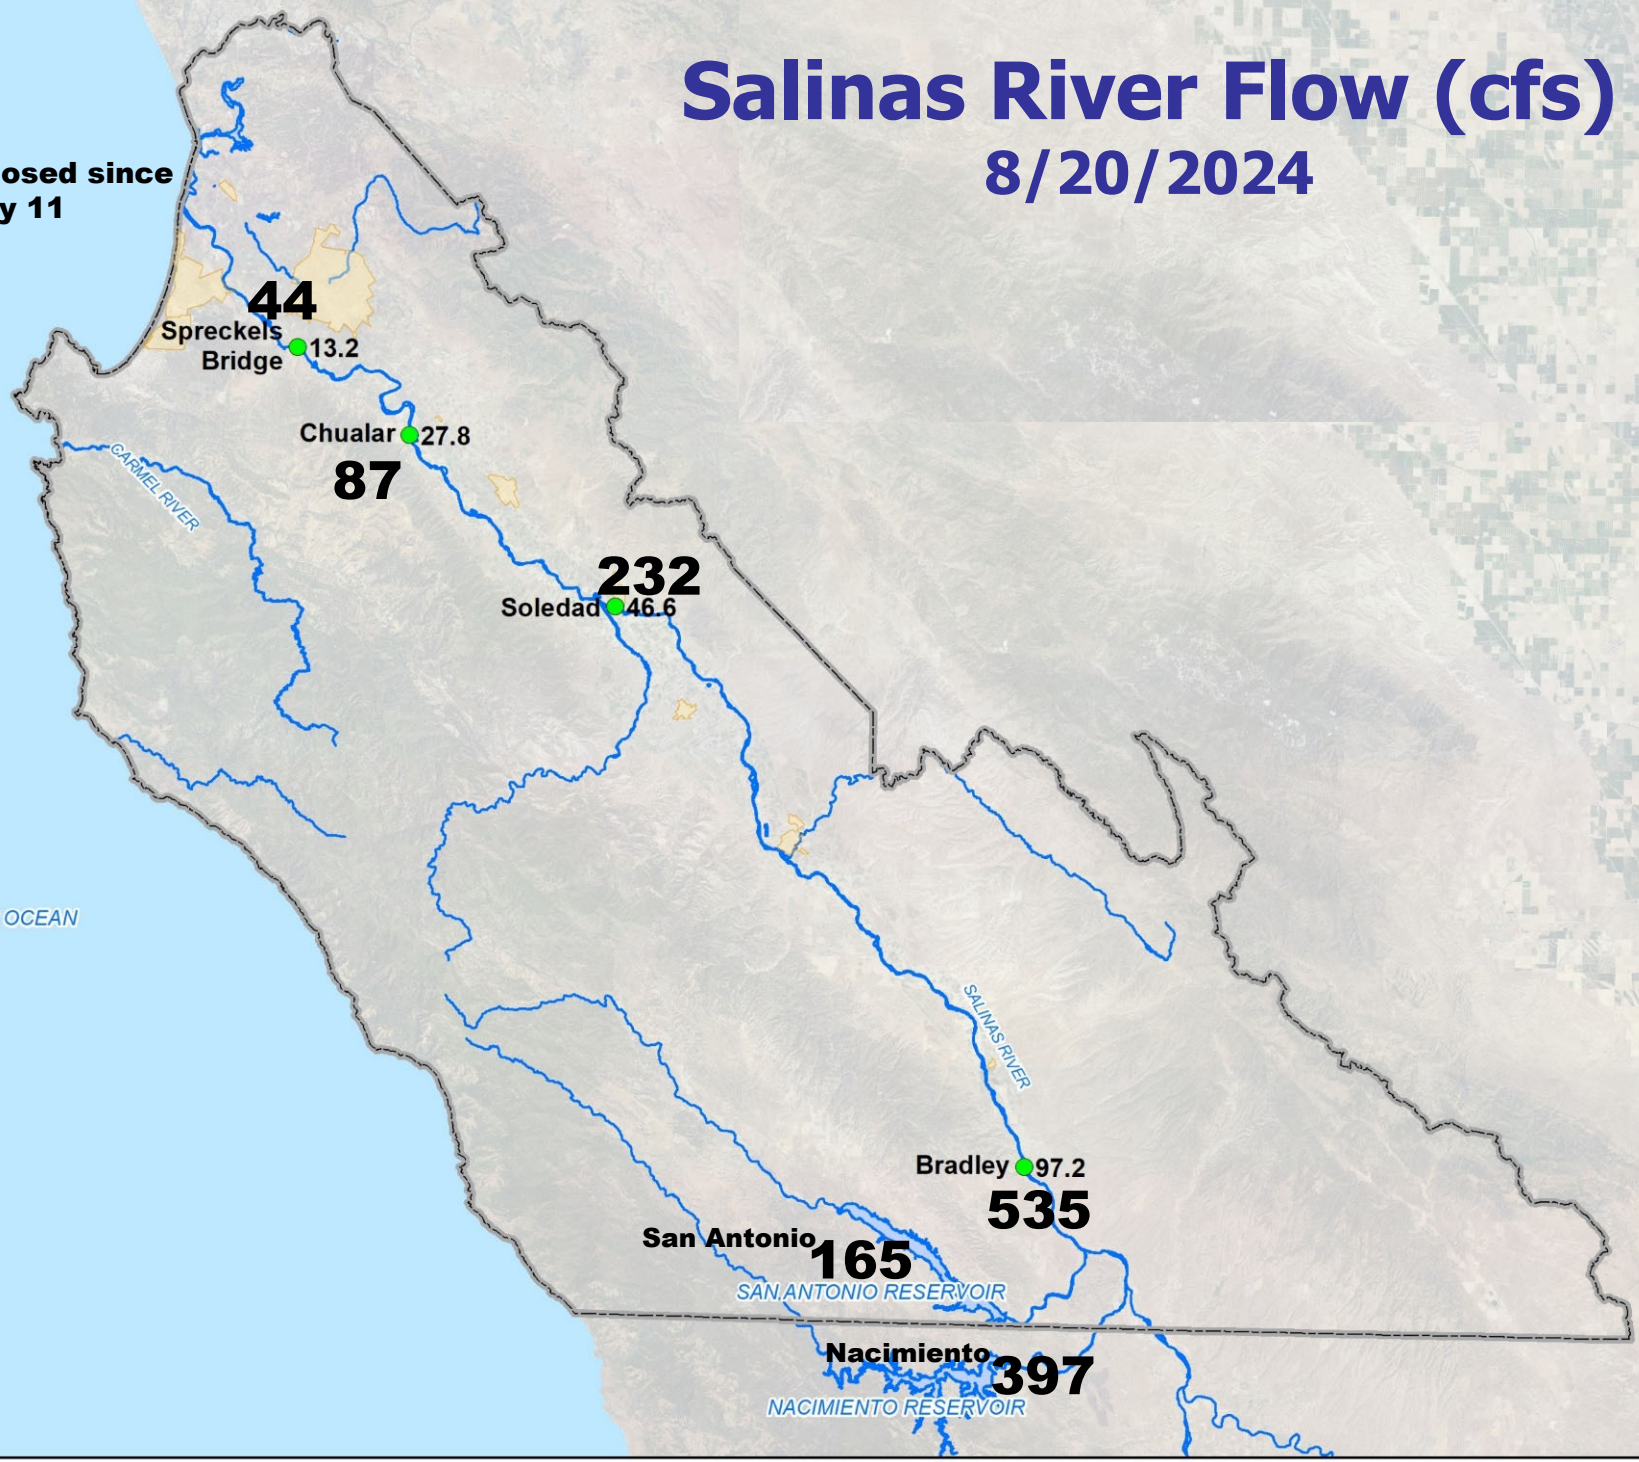 Salinas River Flow (cfs)
8/20/2024
osed since
y 11
44
Spreckels
Bridge
13.2
Chualar
27.8
87
CARMEL RIVER
232
Soledad
46.6
OCEAN
SALINAS RIVER
Bradley
97.2
535
San Antonio
165
SAN ANTONIO RESERVOIR
Nacimiento
397
NACIMIENTO RESERVOIR